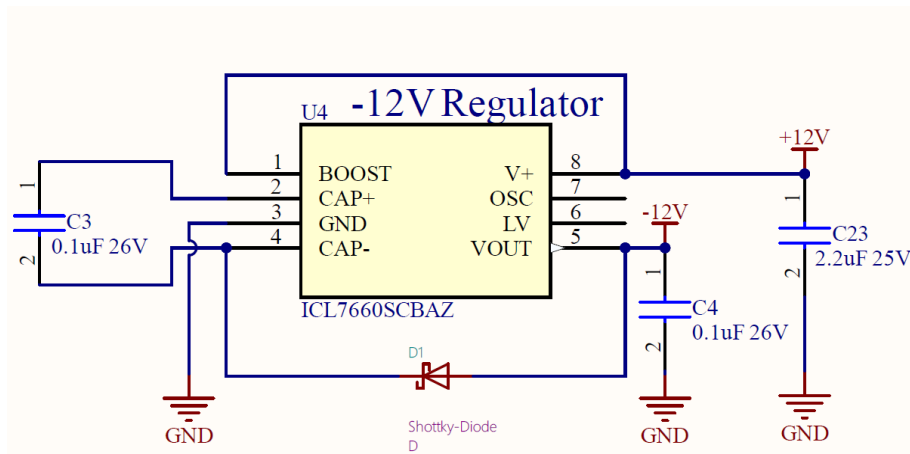 -12V Regulator
U4
+12V
1
BOOST
V+
8
2
CAP+
OSC
7
3
GND
LV
6
4
CAP-
VOUT
5
-12V
1
C3
0.1uF 26V
2
1
C23
2.2uF 25V
2
ICL7660SCBAZ
1
C4
0.1uF 26V
2
D1
GND
GND
GND
Shottky-Diode
D